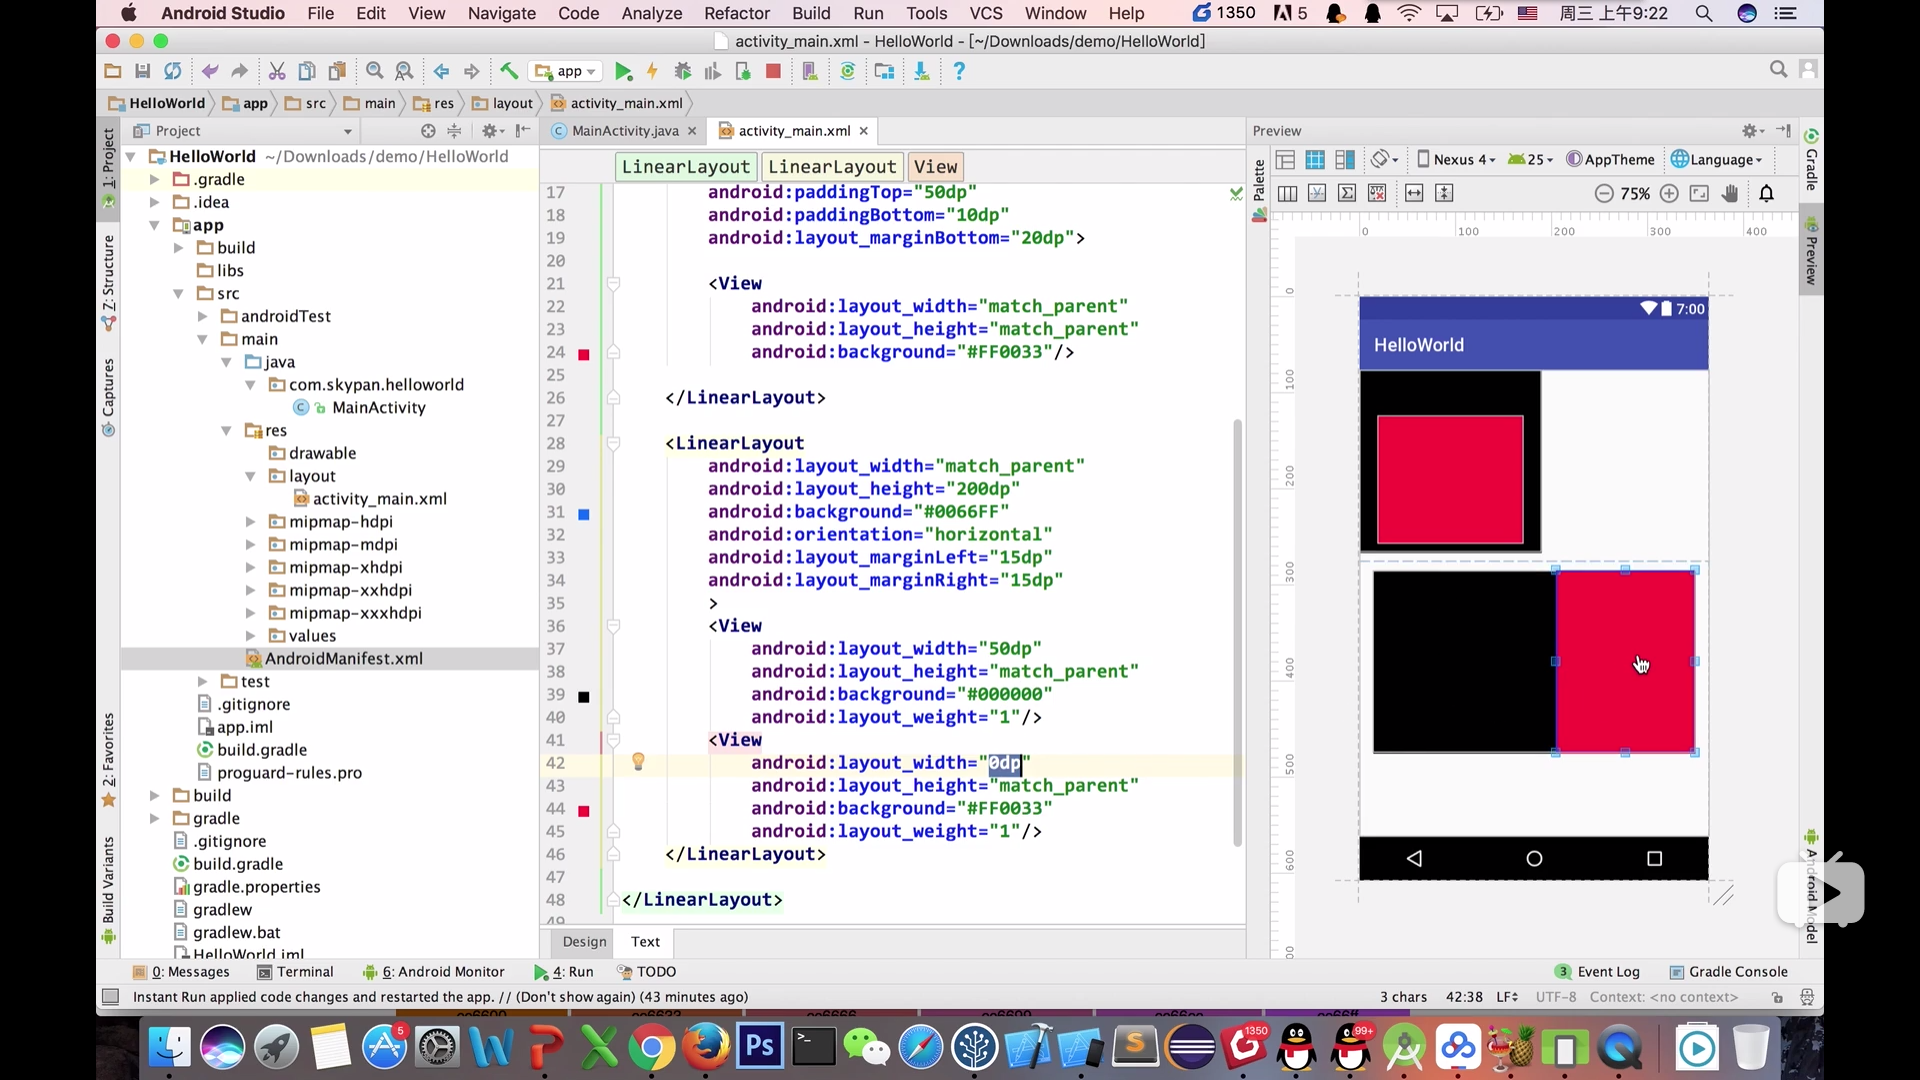 Android Studio File Edit View Navigate Code Analyze Refactor Build Run Tools VCS Window Help 1350 5 周三 上午9:22
activity_main.xml - HelloWorld - [~/Downloads/demo/HelloWorld]
app
HelloWorld app src main res layout activity_main.xml
Project MainActivity.java activity_main.xml Preview
LinearLayout LinearLayout View
Nexus 4 25 AppTheme Language
75%
1: Project
7: Structure
Captures
2: Favorites
Build Variants
HelloWorld ~/Downloads/demo/HelloWorld
.gradle
.idea
app
build
libs
src
androidTest
main
java
com.skypan.helloworld
MainActivity
res
drawable
layout
activity_main.xml
mipmap-hdpi
mipmap-mdpi
mipmap-xhdpi
mipmap-xxhdpi
mipmap-xxxhdpi
values
AndroidManifest.xml
test
.gitignore
app.iml
build.gradle
proguard-rules.pro
build
gradle
.gitignore
build.gradle
gradle.properties
gradlew
gradlew.bat
HelloWorld.iml
17 android:paddingTop="50dp"
18 android:paddingBottom="10dp"
19 android:layout_marginBottom="20dp">
20
21 <View
22 android:layout_width="match_parent"
23 android:layout_height="match_parent"
24 android:background="#FF0033"/>
25
26 </LinearLayout>
27
28 <LinearLayout
29 android:layout_width="match_parent"
30 android:layout_height="200dp"
31 android:background="#0066FF"
32 android:orientation="horizontal"
33 android:layout_marginLeft="15dp"
34 android:layout_marginRight="15dp"
35 >
36 <View
37 android:layout_width="50dp"
38 android:layout_height="match_parent"
39 android:background="#000000"
40 android:layout_weight="1"/>
41 <View
42 android:layout_width="0dp"
43 android:layout_height="match_parent"
44 android:background="#FF0033"
45 android:layout_weight="1"/>
46 </LinearLayout>
47
48 </LinearLayout>
49
Design Text
Palette
0 100 200 300 400
0
100
200
300
400
500
600
7:00
HelloWorld
Gradle
Preview
Android Model
0: Messages Terminal 6: Android Monitor 4: Run TODO 3 Event Log Gradle Console
Instant Run applied code changes and restarted the app. // (Don't show again) (43 minutes ago) 3 chars 42:38 LF UTF-8 Context: <no context>
5 Ps 1350 99+